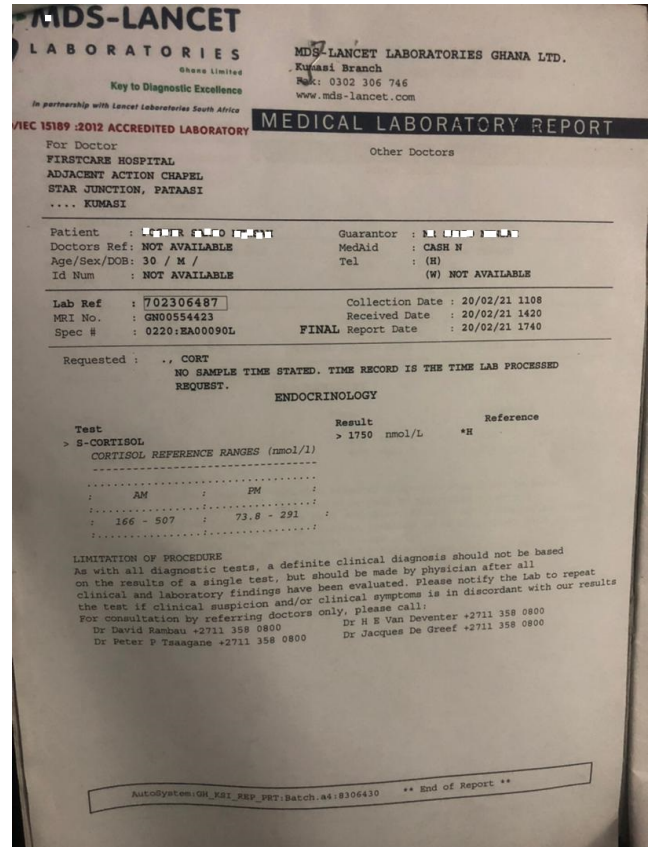 MDS-LANCET
LABORATORIES
Ghana Limited
Key to Diagnostic Excellence
in partnership with Lancet Laboratories South Africa
/IEC 15189 :2012 ACCREDITED LABORATORY
MDS-LANCET LABORATORIES GHANA LTD.
Kumasi Branch
Fax: 0302 306 746
www.mds-lancet.com
MEDICAL LABORATORY REPORT
For Doctor
Other Doctors
FIRSTCARE HOSPITAL
ADJACENT ACTION CHAPEL
STAR JUNCTION, PATAASI
.... KUMASI
Patient :
Guarantor :
Doctors Ref: NOT AVAILABLE
MedAid : CASH N
Age/Sex/DOB: 30 / M /
Tel : (H)
Id Num : NOT AVAILABLE
(W) NOT AVAILABLE
Lab Ref : 702306487
Collection Date : 20/02/21 1108
MRI No. : GN00554423
Received Date : 20/02/21 1420
Spec # : 0220:EA00090L
FINAL Report Date : 20/02/21 1740
Requested : ., CORT
NO SAMPLE TIME STATED. TIME RECORD IS THE TIME LAB PROCESSED
REQUEST.
ENDOCRINOLOGY
Test Result Reference
> S-CORTISOL > 1750 nmol/L *H
CORTISOL REFERENCE RANGES (nmol/l)
: AM : PM :
: 166 - 507 : 73.8 - 291 :
LIMITATION OF PROCEDURE
As with all diagnostic tests, a definite clinical diagnosis should not be based
on the results of a single test, but should be made by physician after all
clinical and laboratory findings have been evaluated. Please notify the Lab to repeat
the test if clinical suspicion and/or clinical symptoms is in discordant with our results
For consultation by referring doctors only, please call:
Dr David Rambau +2711 358 0800
Dr H E Van Deventer +2711 358 0800
Dr Peter P Tsaagane +2711 358 0800
Dr Jacques De Greef +2711 358 0800
AutoSystem:GH_KSI_REP_PRT:Batch.a4:8306430 ** End of Report **